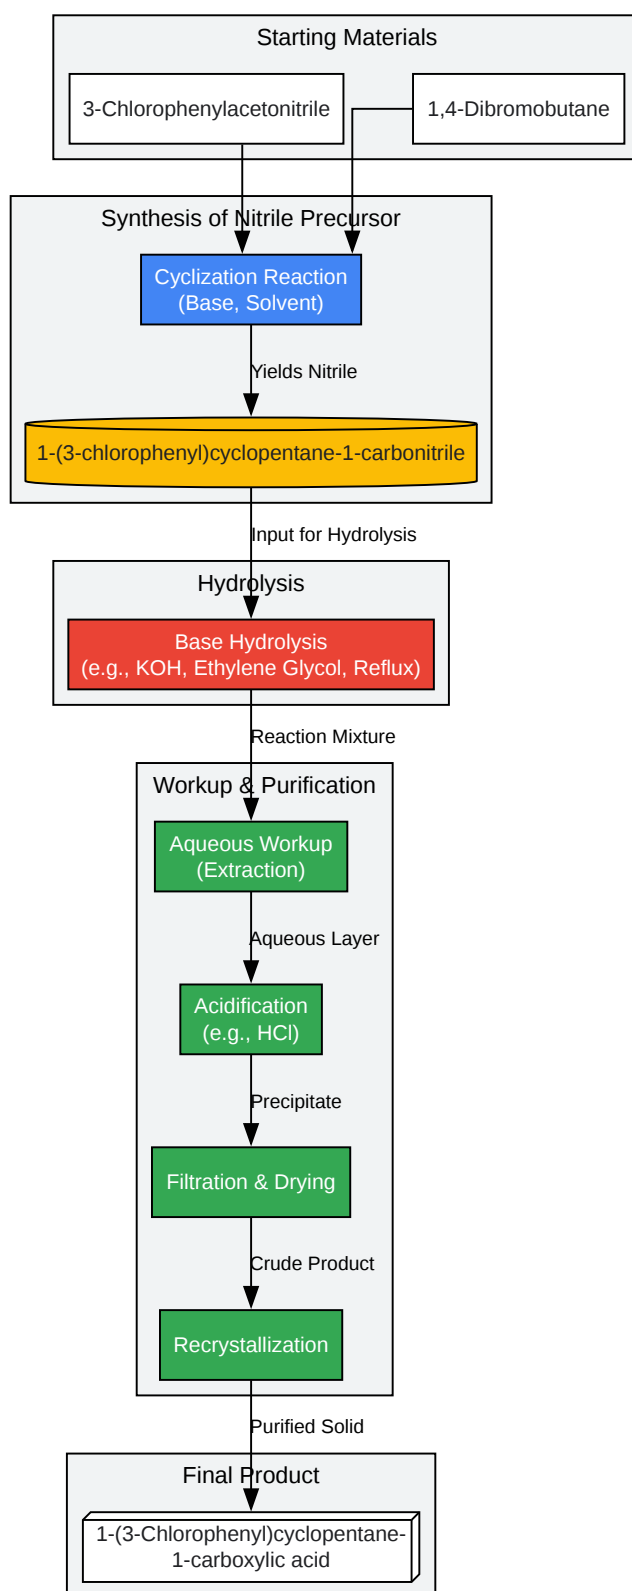 Starting Materials
3-Chlorophenylacetonitrile
1,4-Dibromobutane
Synthesis of Nitrile Precursor
Cyclization Reaction
(Base, Solvent)
Yields Nitrile
1-(3-chlorophenyl)cyclopentane-1-carbonitrile
Input for Hydrolysis
Hydrolysis
Base Hydrolysis
(e.g., KOH, Ethylene Glycol, Reflux)
Reaction Mixture
Workup & Purification
Aqueous Workup
(Extraction)
Aqueous Layer
Acidification
(e.g., HCl)
Precipitate
Filtration & Drying
Crude Product
Recrystallization
Purified Solid
Final Product
1-(3-Chlorophenyl)cyclopentane-
1-carboxylic acid